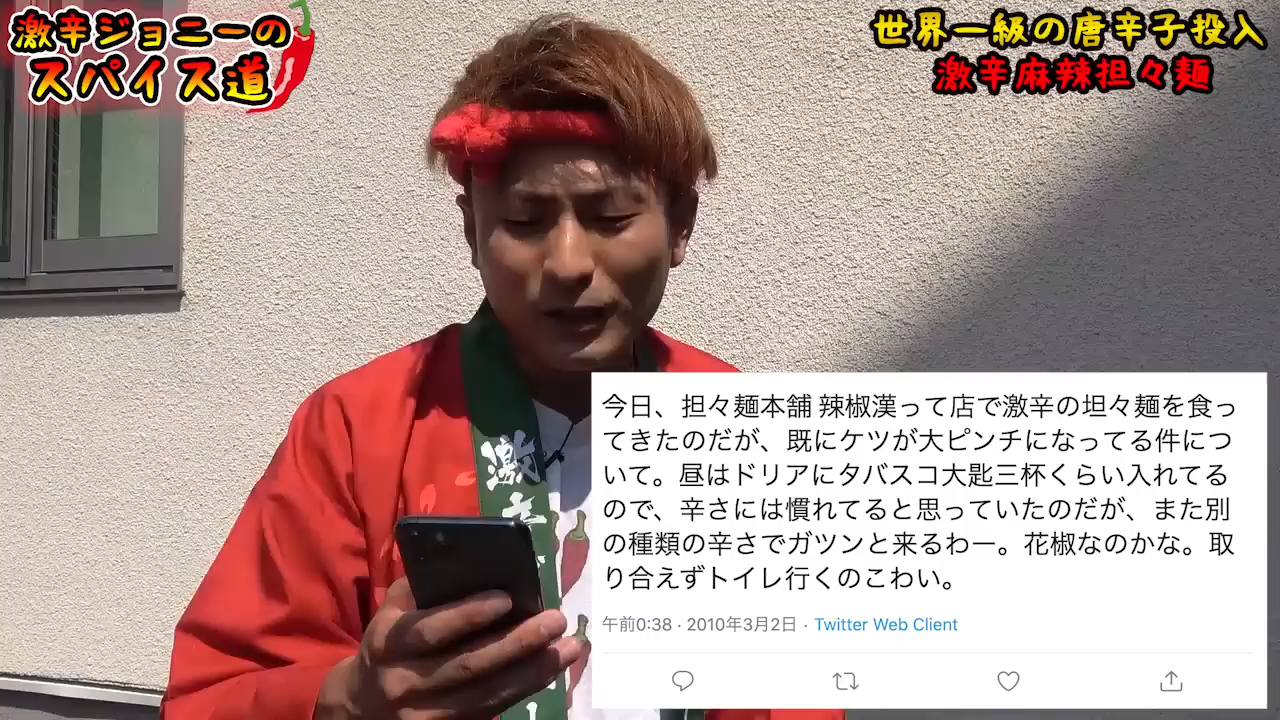 激辛ジョニーの
スパイス道
世界一級の唐辛子投入
激辛麻辣担々麺
激辛
今日、担々麺本舗 辣椒漢って店で激辛の坦々麺を食っ
てきたのだが、既にケツが大ピンチになってる件につ
いて。昼はドリアにタバスコ大匙三杯くらい入れてる
ので、辛さには慣れてると思っていたのだが、また別
の種類の辛さでガツンと来るわー。花椒なのかな。取
り合えずトイレ行くのこわい。
午前0:38 · 2010年3月2日 · Twitter Web Client